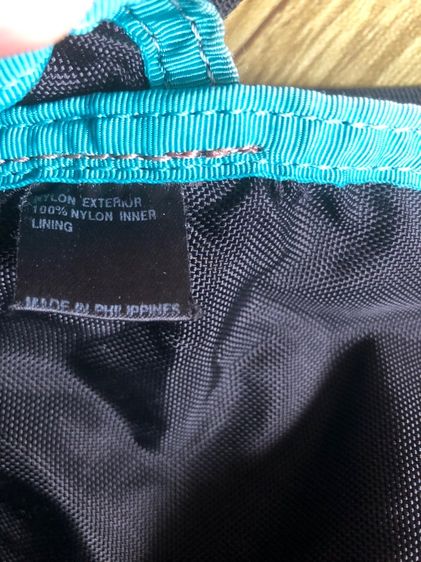 NYLON EXTERIOR
100% NYLON INNER
LINING
MADE IN PHILIPPINES